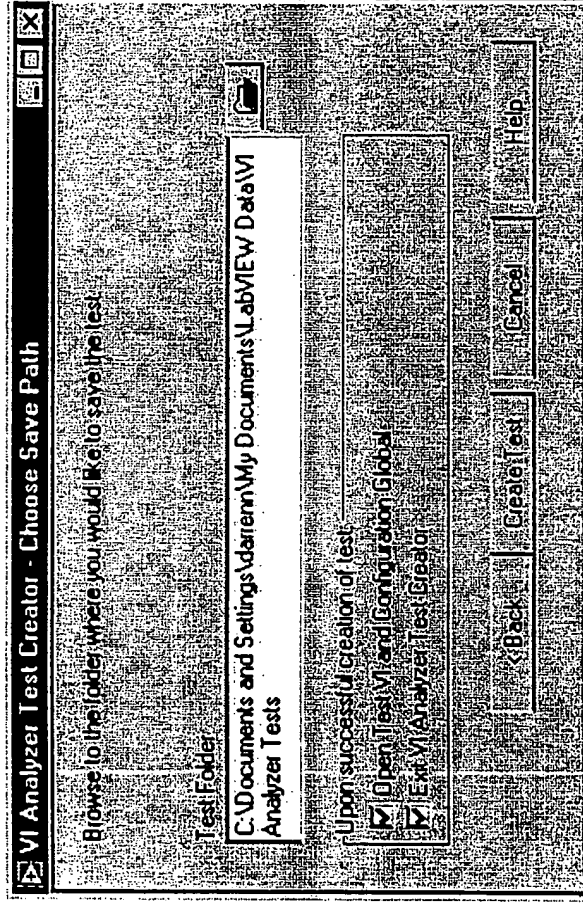 VI Analyzer Test Creator - Choose Save Path
Browse to the folder where you would like to save the test.
Test Folder
C:\Documents and Settings\darrenn\My Documents\LabVIEW Data\VI
Analyzer Tests
Upon successful creation of test,
Open Test VI and Configuration Global
Exit VI Analyzer Test Creator
<<Back
Create Test
Cancel
Help